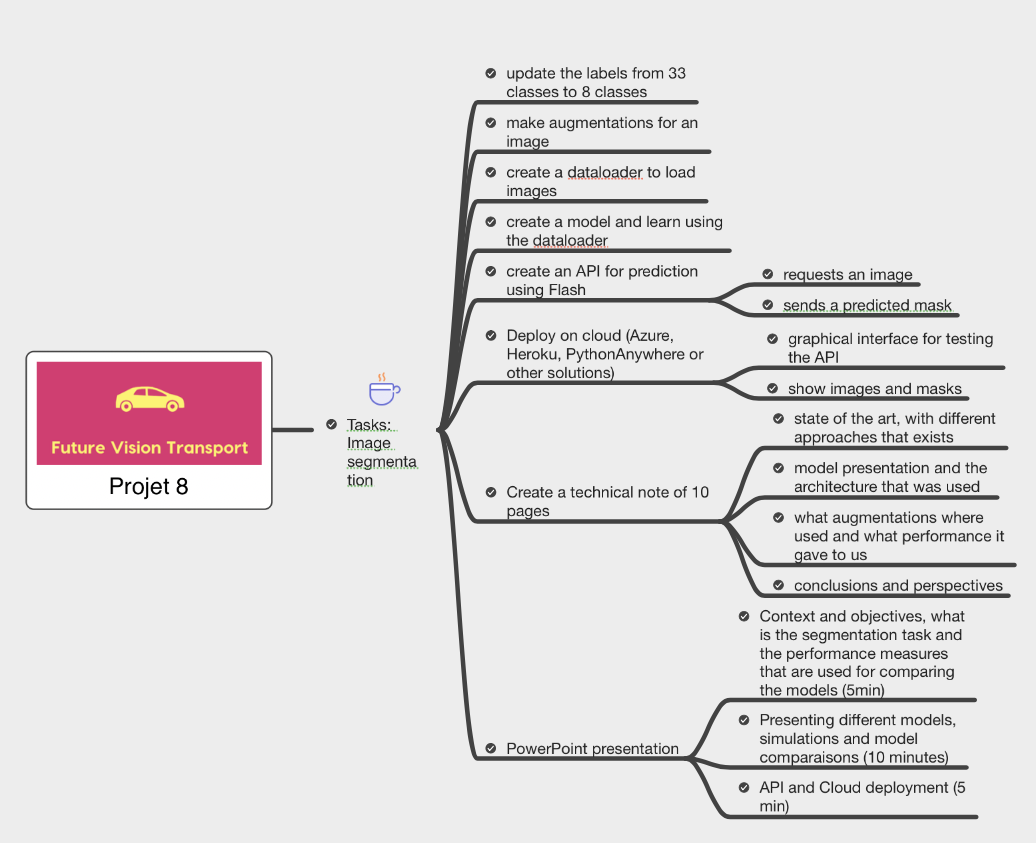 Future Vision Transport
Projet 8
Tasks:
Image
segmenta
tion
update the labels from 33
classes to 8 classes
make augmentations for an
image
create a dataloader to load
images
create a model and learn using
the dataloader
create an API for prediction
using Flash
requests an image
sends a predicted mask
Deploy on cloud (Azure,
Heroku, PythonAnywhere or
other solutions)
graphical interface for testing
the API
show images and masks
Create a technical note of 10
pages
state of the art, with different
approaches that exists
model presentation and the
architecture that was used
what augmentations where
used and what performance it
gave to us
conclusions and perspectives
PowerPoint presentation
Context and objectives, what
is the segmentation task and
the performance measures
that are used for comparing
the models (5min)
Presenting different models,
simulations and model
comparaisons (10 minutes)
API and Cloud deployment (5
min)